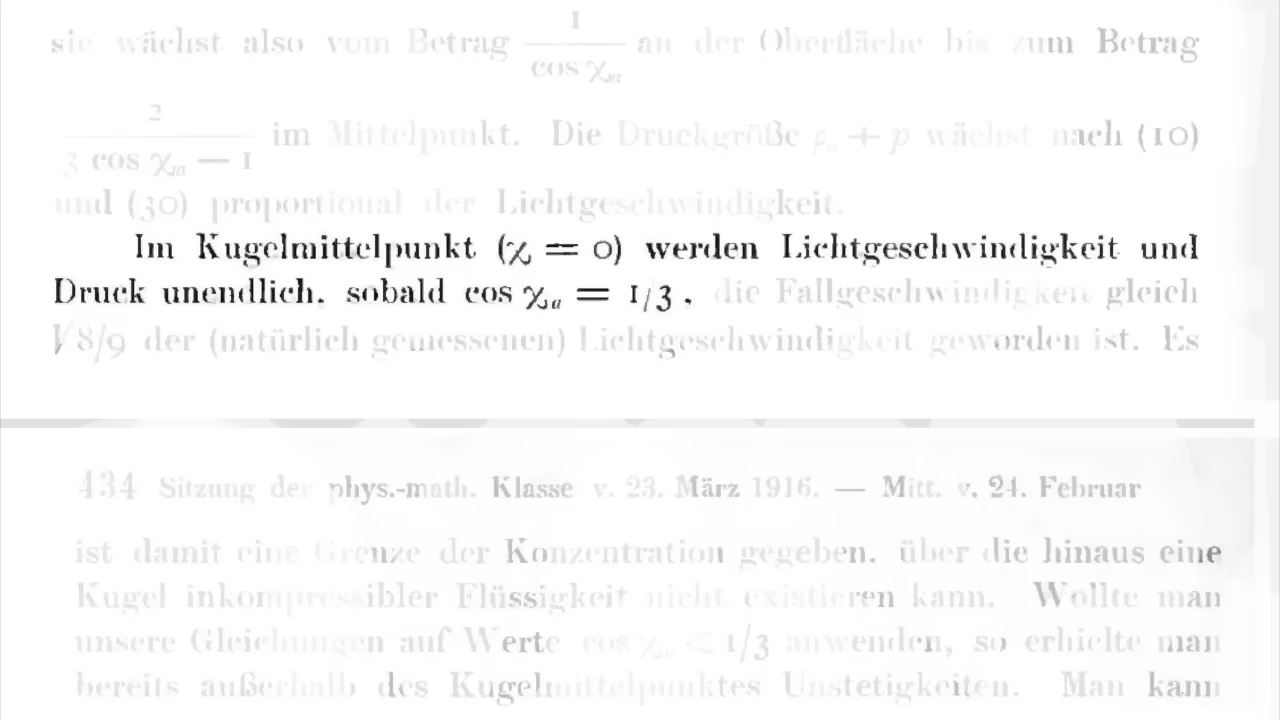 sie wächst also vom Betrag 1/cos χₐ an der Oberfläche bis zum Betrag
2/(3 cos χₐ — 1) im Mittelpunkt. Die Druckgröße ρ₀ + p wächst nach (10)
und (30) proportional der Lichtgeschwindigkeit.
Im Kugelmittelpunkt (χ = 0) werden Lichtgeschwindigkeit und
Druck unendlich, sobald cos χₐ = 1/3, die Fallgeschwindigkeit gleich
√8/9 der (natürlich gemessenen) Lichtgeschwindigkeit geworden ist. Es
434 Sitzung der phys.-math. Klasse v. 23. März 1916. — Mitt. v. 24. Februar
ist damit eine Grenze der Konzentration gegeben, über die hinaus eine
Kugel inkompressibler Flüssigkeit nicht existieren kann. Wollte man
unsere Gleichungen auf Werte cos χₐ < 1/3 anwenden, so erhielte man
bereits außerhalb des Kugelmittelpunktes Unstetigkeiten. Man kann